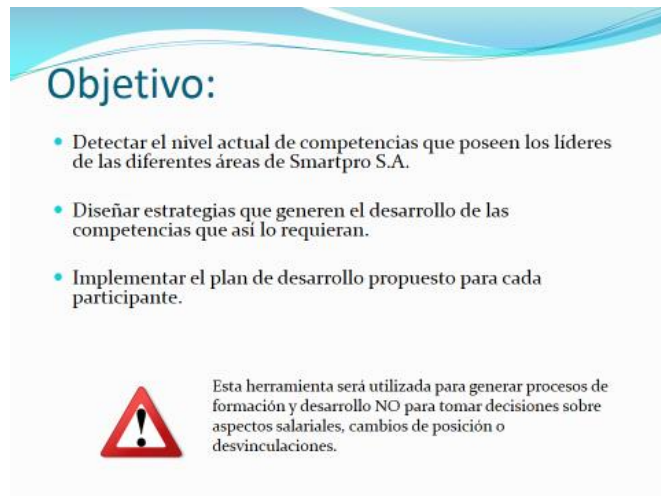 Objetivo:
Detectar el nivel actual de competencias que poseen los líderes
de las diferentes áreas de Smartpro S.A.
Diseñar estrategias que generen el desarrollo de las
competencias que así lo requieran.
Implementar el plan de desarrollo propuesto para cada
participante.
Esta herramienta será utilizada para generar procesos de
formación y desarrollo NO para tomar decisiones sobre
aspectos salariales, cambios de posición o
desvinculaciones.